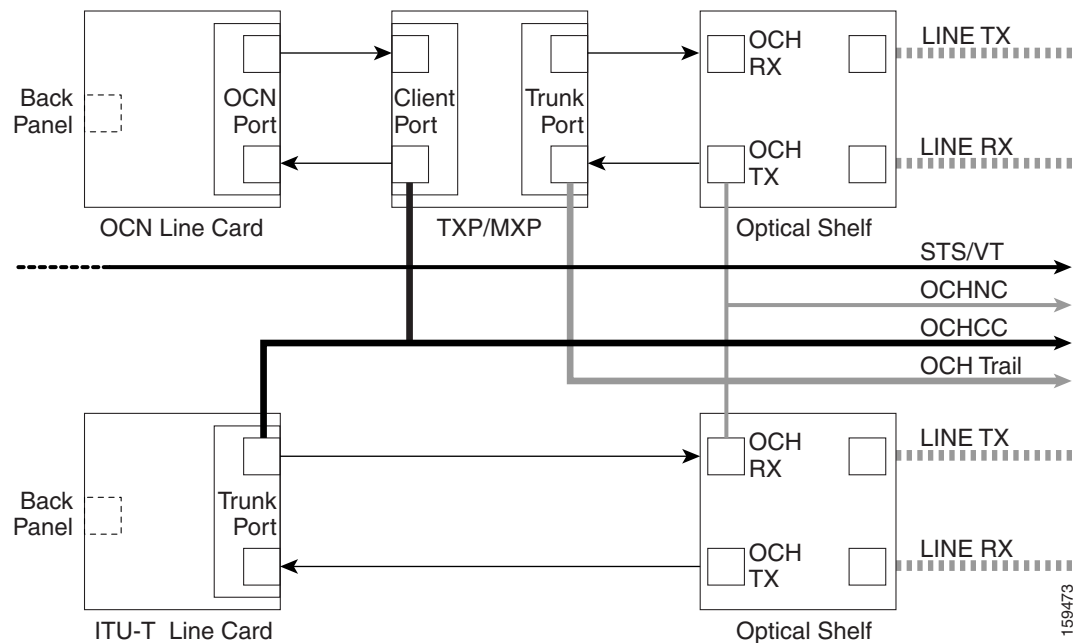 OCH
RX
LINE TX
Back
Panel
OCN
Port
Client
Port
Trunk
Port
OCH
TX
LINE RX
OCN Line Card
TXP/MXP
Optical Shelf
STS/VT
OCHNC
OCHCC
OCH Trail
OCH
RX
LINE TX
Back
Panel
Trunk
Port
OCH
TX
LINE RX
ITU-T Line Card
Optical Shelf
159473